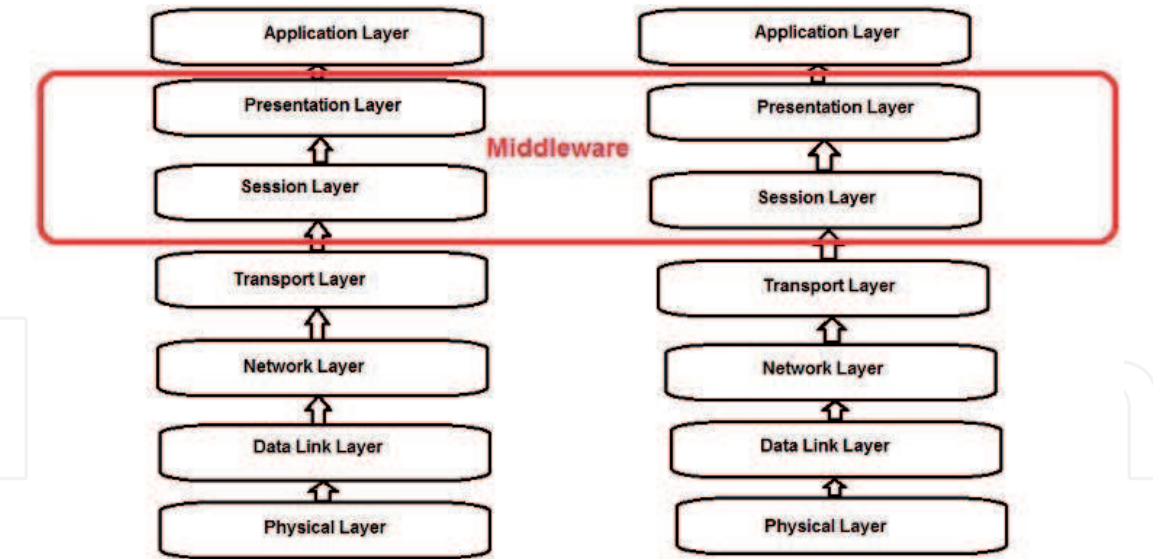 Application Layer
Presentation Layer
Session Layer
Transport Layer
Network Layer
Data Link Layer
Physical Layer
Middleware
Application Layer
Presentation Layer
Session Layer
Transport Layer
Network Layer
Data Link Layer
Physical Layer